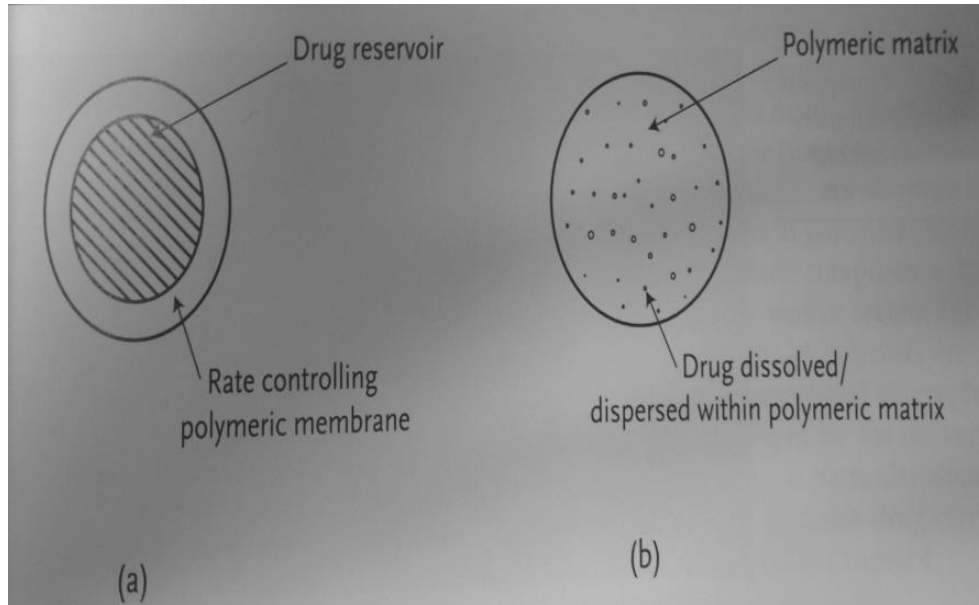 Drug reservoir
Rate controlling
polymeric membrane
(a)
Polymeric matrix
Drug dissolved/
dispersed within polymeric matrix
(b)